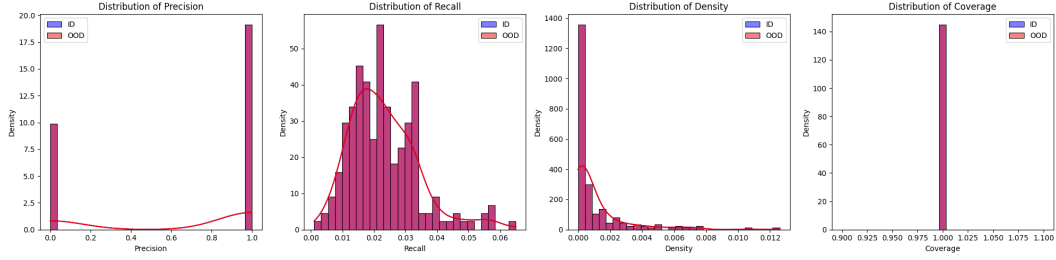 Distribution of Precision
20.0
17.5
15.0
12.5
10.0
7.5
5.0
2.5
0.0
Density
ID
OOD
0.0 0.2 0.4 0.6 0.8 1.0
Precision
Distribution of Recall
50
40
30
20
10
0
Density
ID
OOD
0.00 0.01 0.02 0.03 0.04 0.05 0.06
Recall
Distribution of Density
1400
1200
1000
800
600
400
200
0
Density
ID
OOD
0.000 0.002 0.004 0.006 0.008 0.010 0.012
Density
Distribution of Coverage
140
120
100
80
60
40
20
0
Density
ID
OOD
0.900 0.925 0.950 0.975 1.000 1.025 1.050 1.075 1.100
Coverage